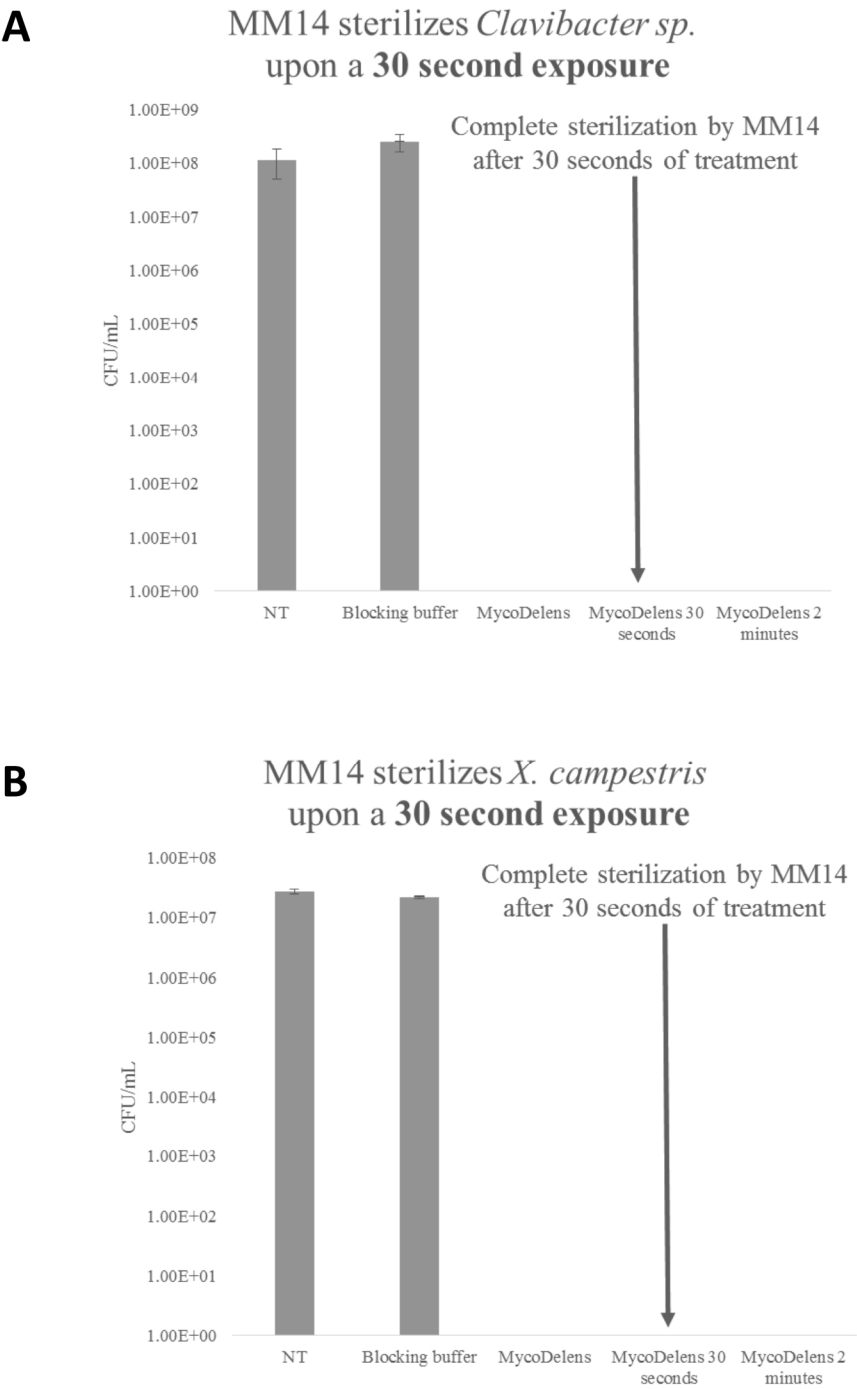 A
MM14 sterilizes Clavibacter sp.
upon a 30 second exposure
1.00E+09
Complete sterilization by MM14
after 30 seconds of treatment
1.00E+08
1.00E+07
1.00E+06
1.00E+05
1.00E+04
1.00E+03
1.00E+02
1.00E+01
1.00E+00
CFU/mL
NT
Blocking buffer
MycoDelens
MycoDelens 30
seconds
MycoDelens 2
minutes
B
MM14 sterilizes X. campestris
upon a 30 second exposure
1.00E+08
Complete sterilization by MM14
after 30 seconds of treatment
1.00E+07
1.00E+06
1.00E+05
1.00E+04
1.00E+03
1.00E+02
1.00E+01
1.00E+00
CFU/mL
NT
Blocking buffer
MycoDelens
MycoDelens 30
seconds
MycoDelens 2
minutes